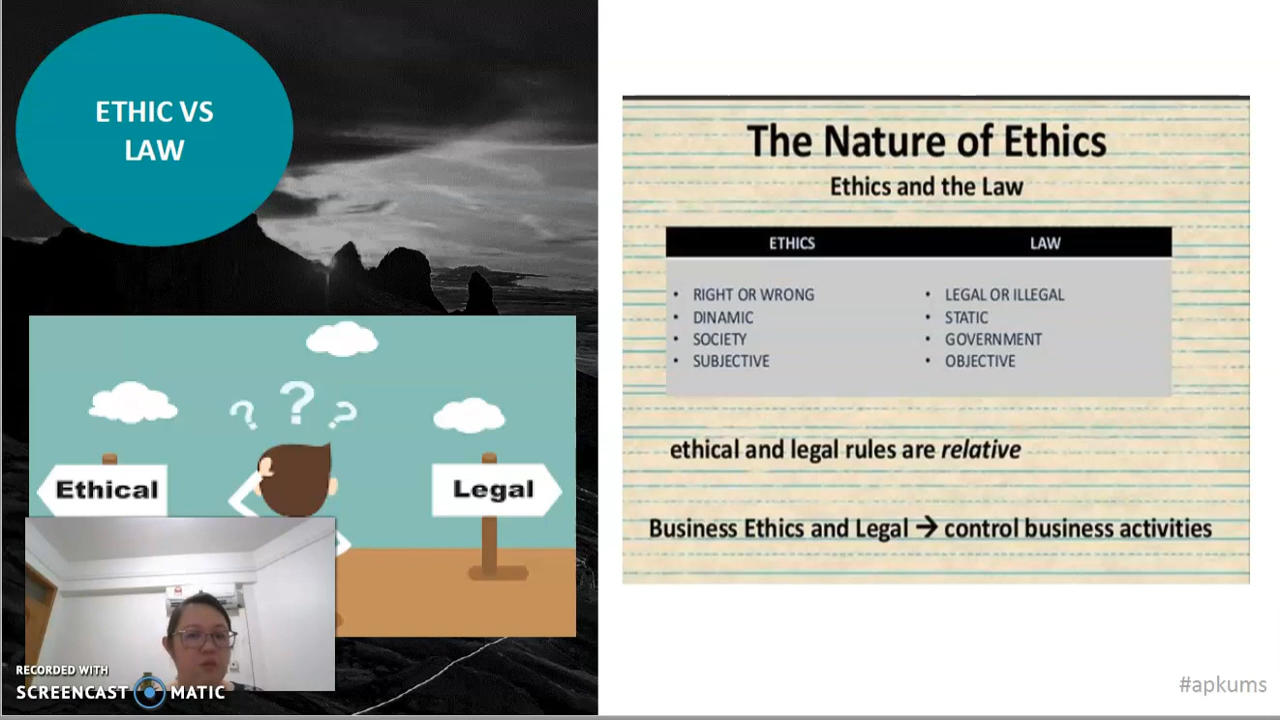 ETHIC VS
LAW
Ethical
Legal
RECORDED WITH
SCREENCAST MATIC
The Nature of Ethics
Ethics and the Law
ETHICS
LAW
• RIGHT OR WRONG
• DINAMIC
• SOCIETY
• SUBJECTIVE
• LEGAL OR ILLEGAL
• STATIC
• GOVERNMENT
• OBJECTIVE
ethical and legal rules are relative
Business Ethics and Legal → control business activities
#apkums